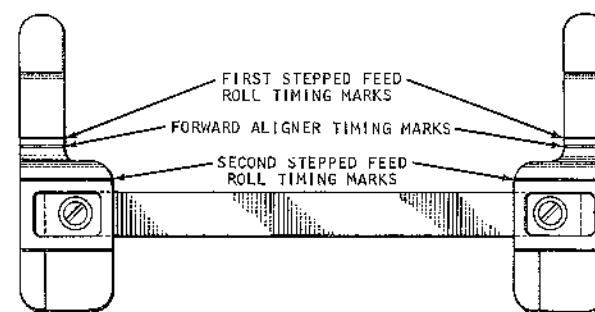 FIRST STEPPED FEED
ROLL TIMING MARKS
FORWARD ALIGNER TIMING MARKS
SECOND STEPPED FEED
ROLL TIMING MARKS